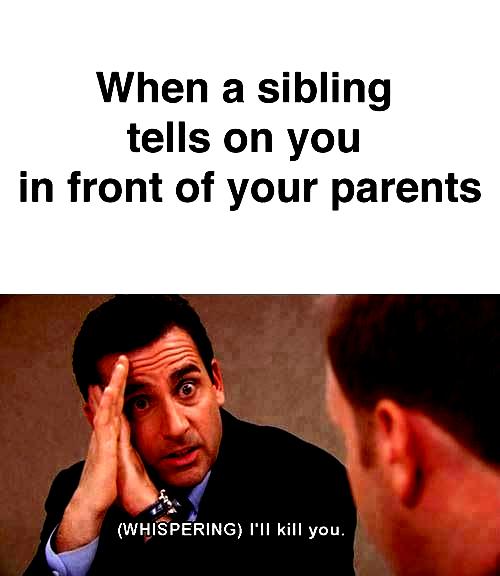 When a sibling
tells on you
in front of your parents
(WHISPERING) I'll kill you.